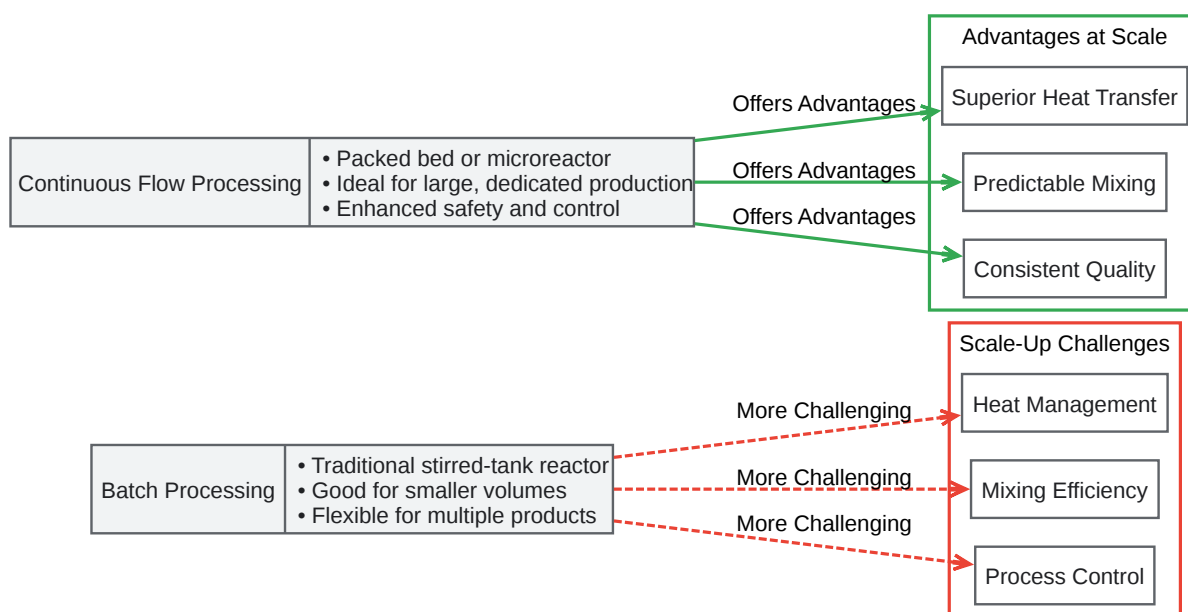 Advantages at Scale
Offers Advantages
Superior Heat Transfer
Continuous Flow Processing
• Packed bed or microreactor
• Ideal for large, dedicated production
• Enhanced safety and control
Offers Advantages
Predictable Mixing
Offers Advantages
Consistent Quality
Scale-Up Challenges
More Challenging
Heat Management
Batch Processing
• Traditional stirred-tank reactor
• Good for smaller volumes
• Flexible for multiple products
More Challenging
Mixing Efficiency
More Challenging
Process Control